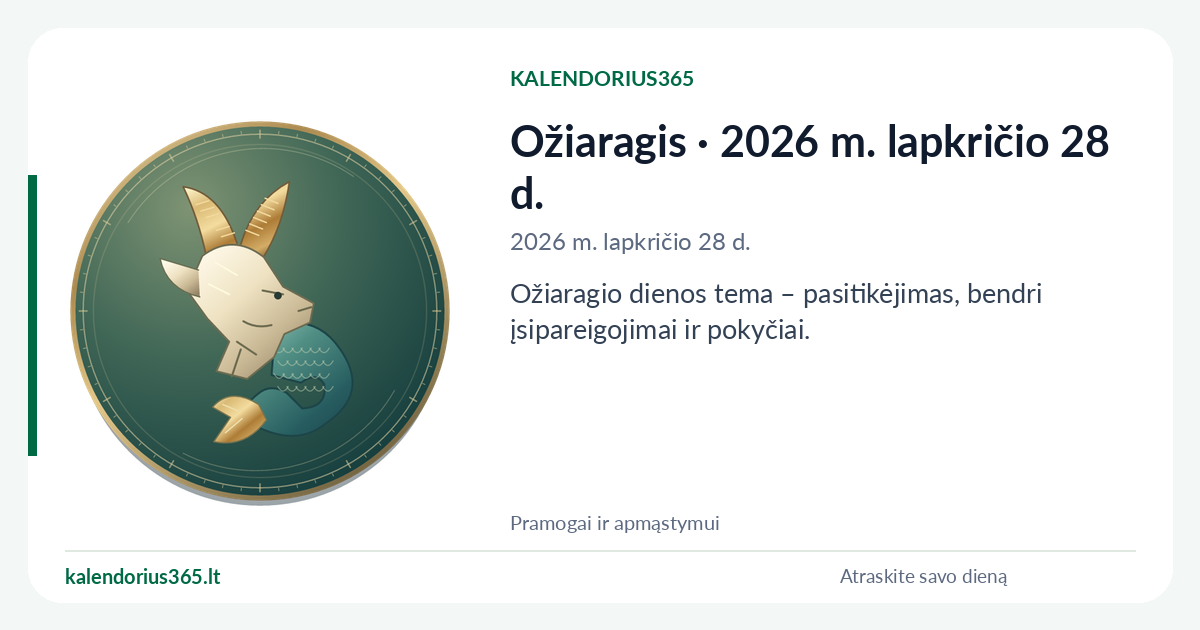 KALENDORIUS365
Ožiaragis · 2026 m. lapkričio 28
d.
2026 m. lapkričio 28 d.
Ožiaragio dienos tema – pasitikėjimas, bendri
įsipareigojimai ir pokyčiai.
Pramogai ir apmąstymui
kalendorius365.lt
Atraskite savo dieną